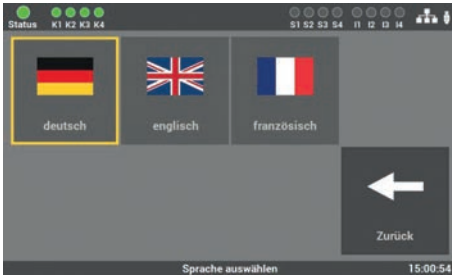 Status K1 K2 K3 K4 S1 S2 S3 S4 I1 I2 I3 I4
deutsch englisch französisch
Zurück
Sprache auswählen 15:00:54